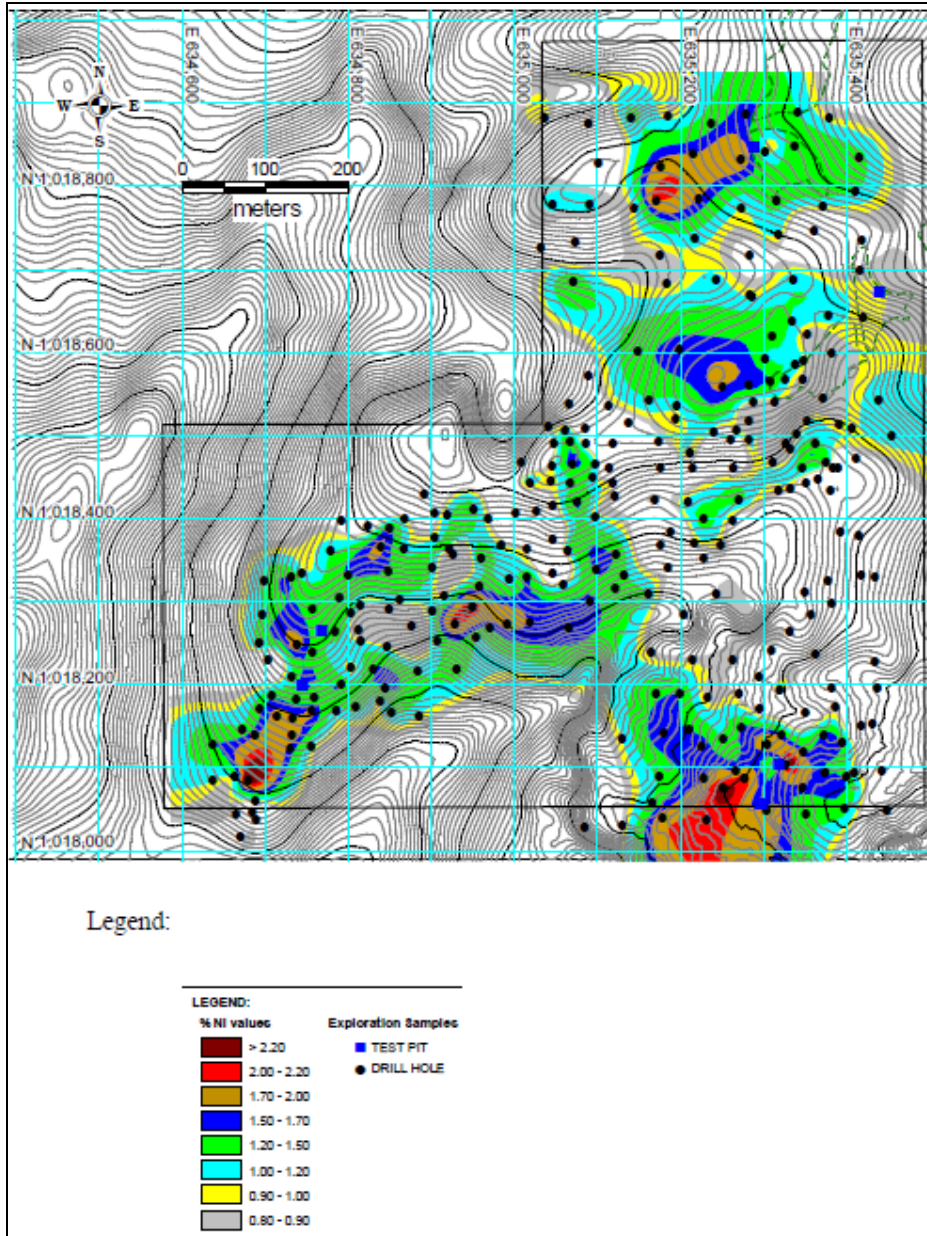 E 634,600
E 634,800
E 635,000
E 635,200
E 635,400
N
W E
S
0 100 200
meters
N 1,018,800
N 1,018,600
N 1,018,400
N 1,018,200
N 1,018,000
Legend:
LEGEND:
% NI values Exploration Samples
> 2.20 TEST PIT
2.00 - 2.20 DRILL HOLE
1.70 - 2.00
1.50 - 1.70
1.20 - 1.50
1.00 - 1.20
0.90 - 1.00
0.80 - 0.90